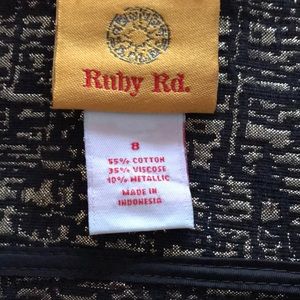 Ruby Rd.
8
55% COTTON
35% VISCOSE
10% METALLIC
MADE IN
INDONESIA